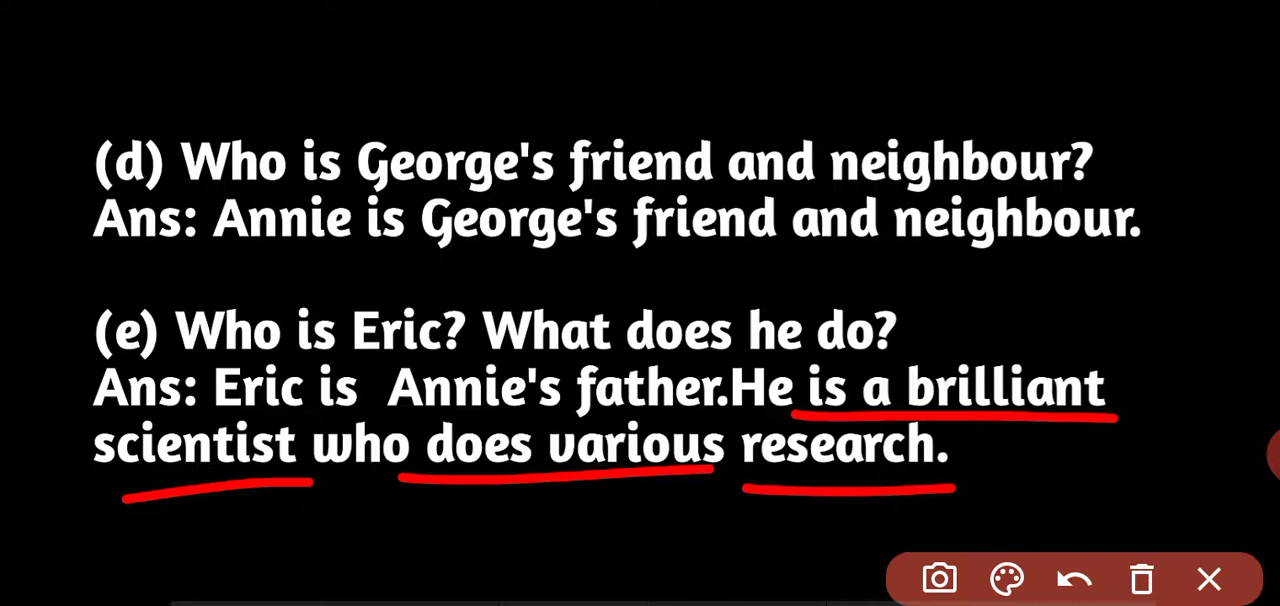 (d) Who is George's friend and neighbour?
Ans: Annie is George's friend and neighbour.
(e) Who is Eric? What does he do?
Ans: Eric is  Annie's father.He is a brilliant
scientist who does various research.